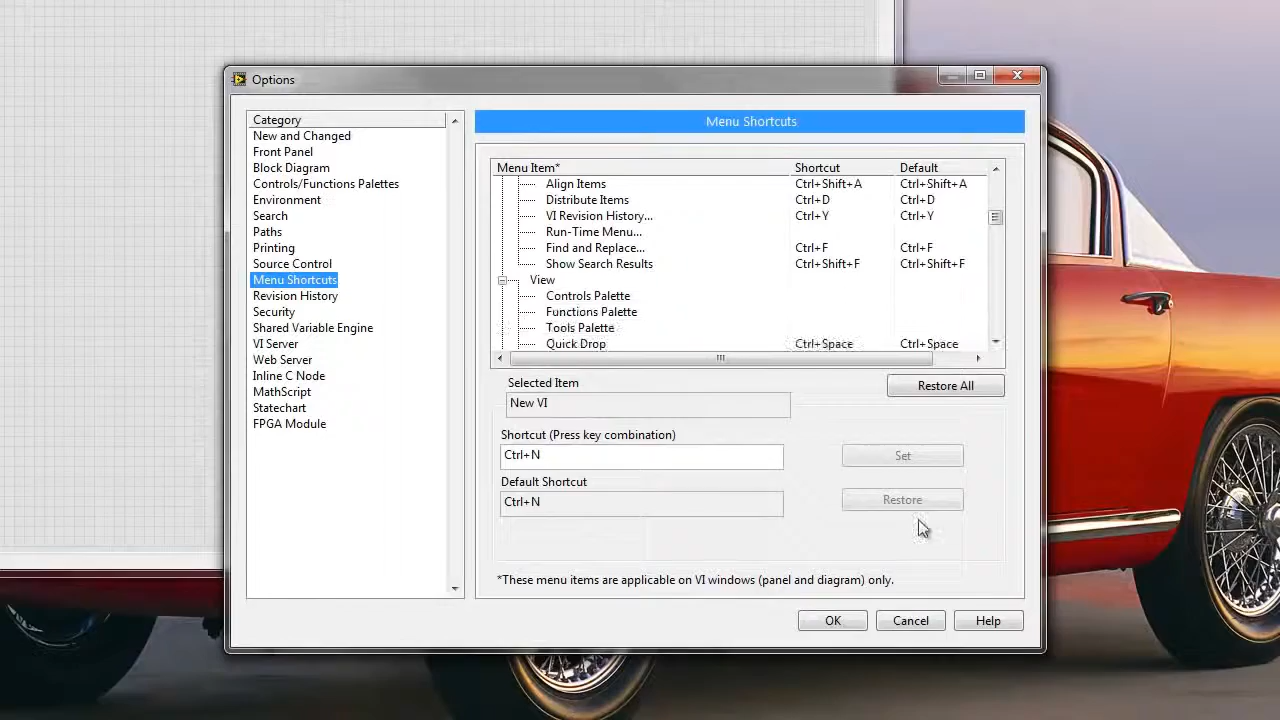 Options
Category
New and Changed
Front Panel
Block Diagram
Controls/Functions Palettes
Environment
Search
Paths
Printing
Source Control
Menu Shortcuts
Revision History
Security
Shared Variable Engine
VI Server
Web Server
Inline C Node
MathScript
Statechart
FPGA Module
Menu Shortcuts
Menu Item* Shortcut Default
Align Items Ctrl+Shift+A Ctrl+Shift+A
Distribute Items Ctrl+D Ctrl+D
VI Revision History... Ctrl+Y Ctrl+Y
Run-Time Menu...
Find and Replace... Ctrl+F Ctrl+F
Show Search Results Ctrl+Shift+F Ctrl+Shift+F
View
Controls Palette
Functions Palette
Tools Palette
Quick Drop Ctrl+Space Ctrl+Space
Selected Item
New VI
Restore All
Shortcut (Press key combination)
Ctrl+N
Set
Default Shortcut
Ctrl+N
Restore
*These menu items are applicable on VI windows (panel and diagram) only.
OK Cancel Help